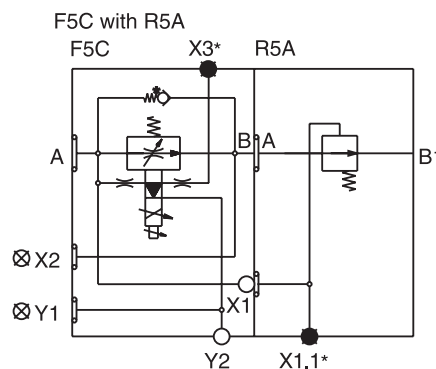 F5C with R5A
F5C X3* R5A
A B A B
X2
Y1 X1
Y2 X1.1*